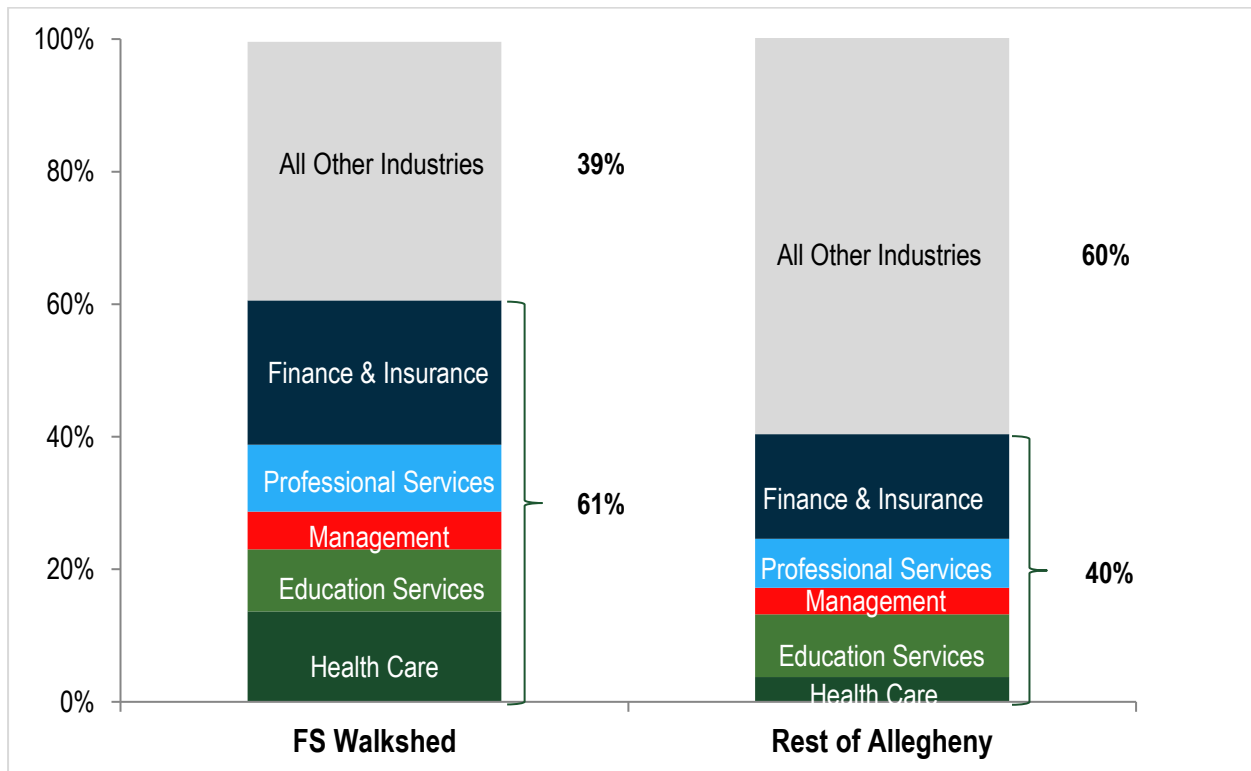 100%
80%
60%
40%
20%
0%
All Other Industries
39%
Finance & Insurance
Professional Services
Management
Education Services
Health Care
61%
All Other Industries
60%
Finance & Insurance
Professional Services
Management
Education Services
Health Care
40%
FS Walkshed
Rest of Allegheny